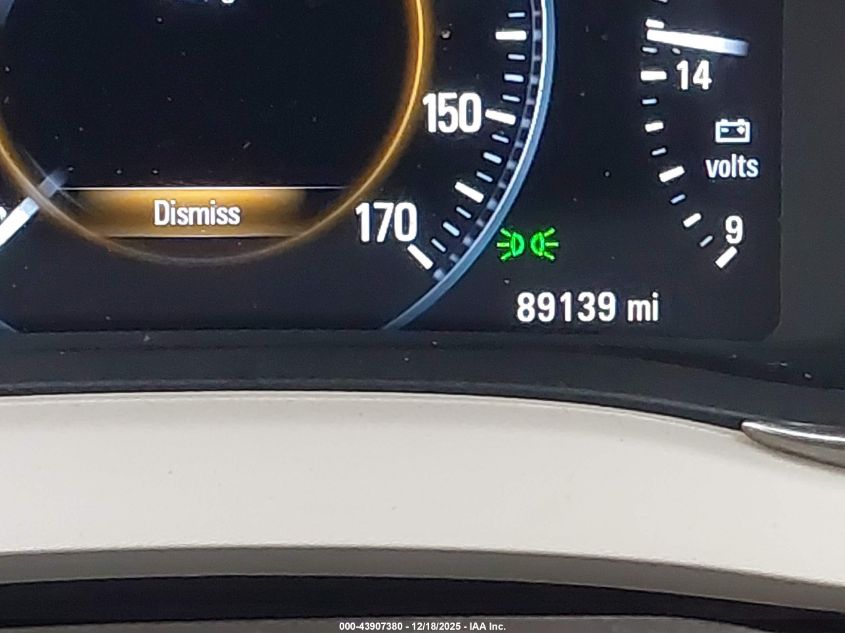 14
150
volts
Dismiss
170
9
89139 mi
000-43907380 - 12/18/2025 - IAA Inc.